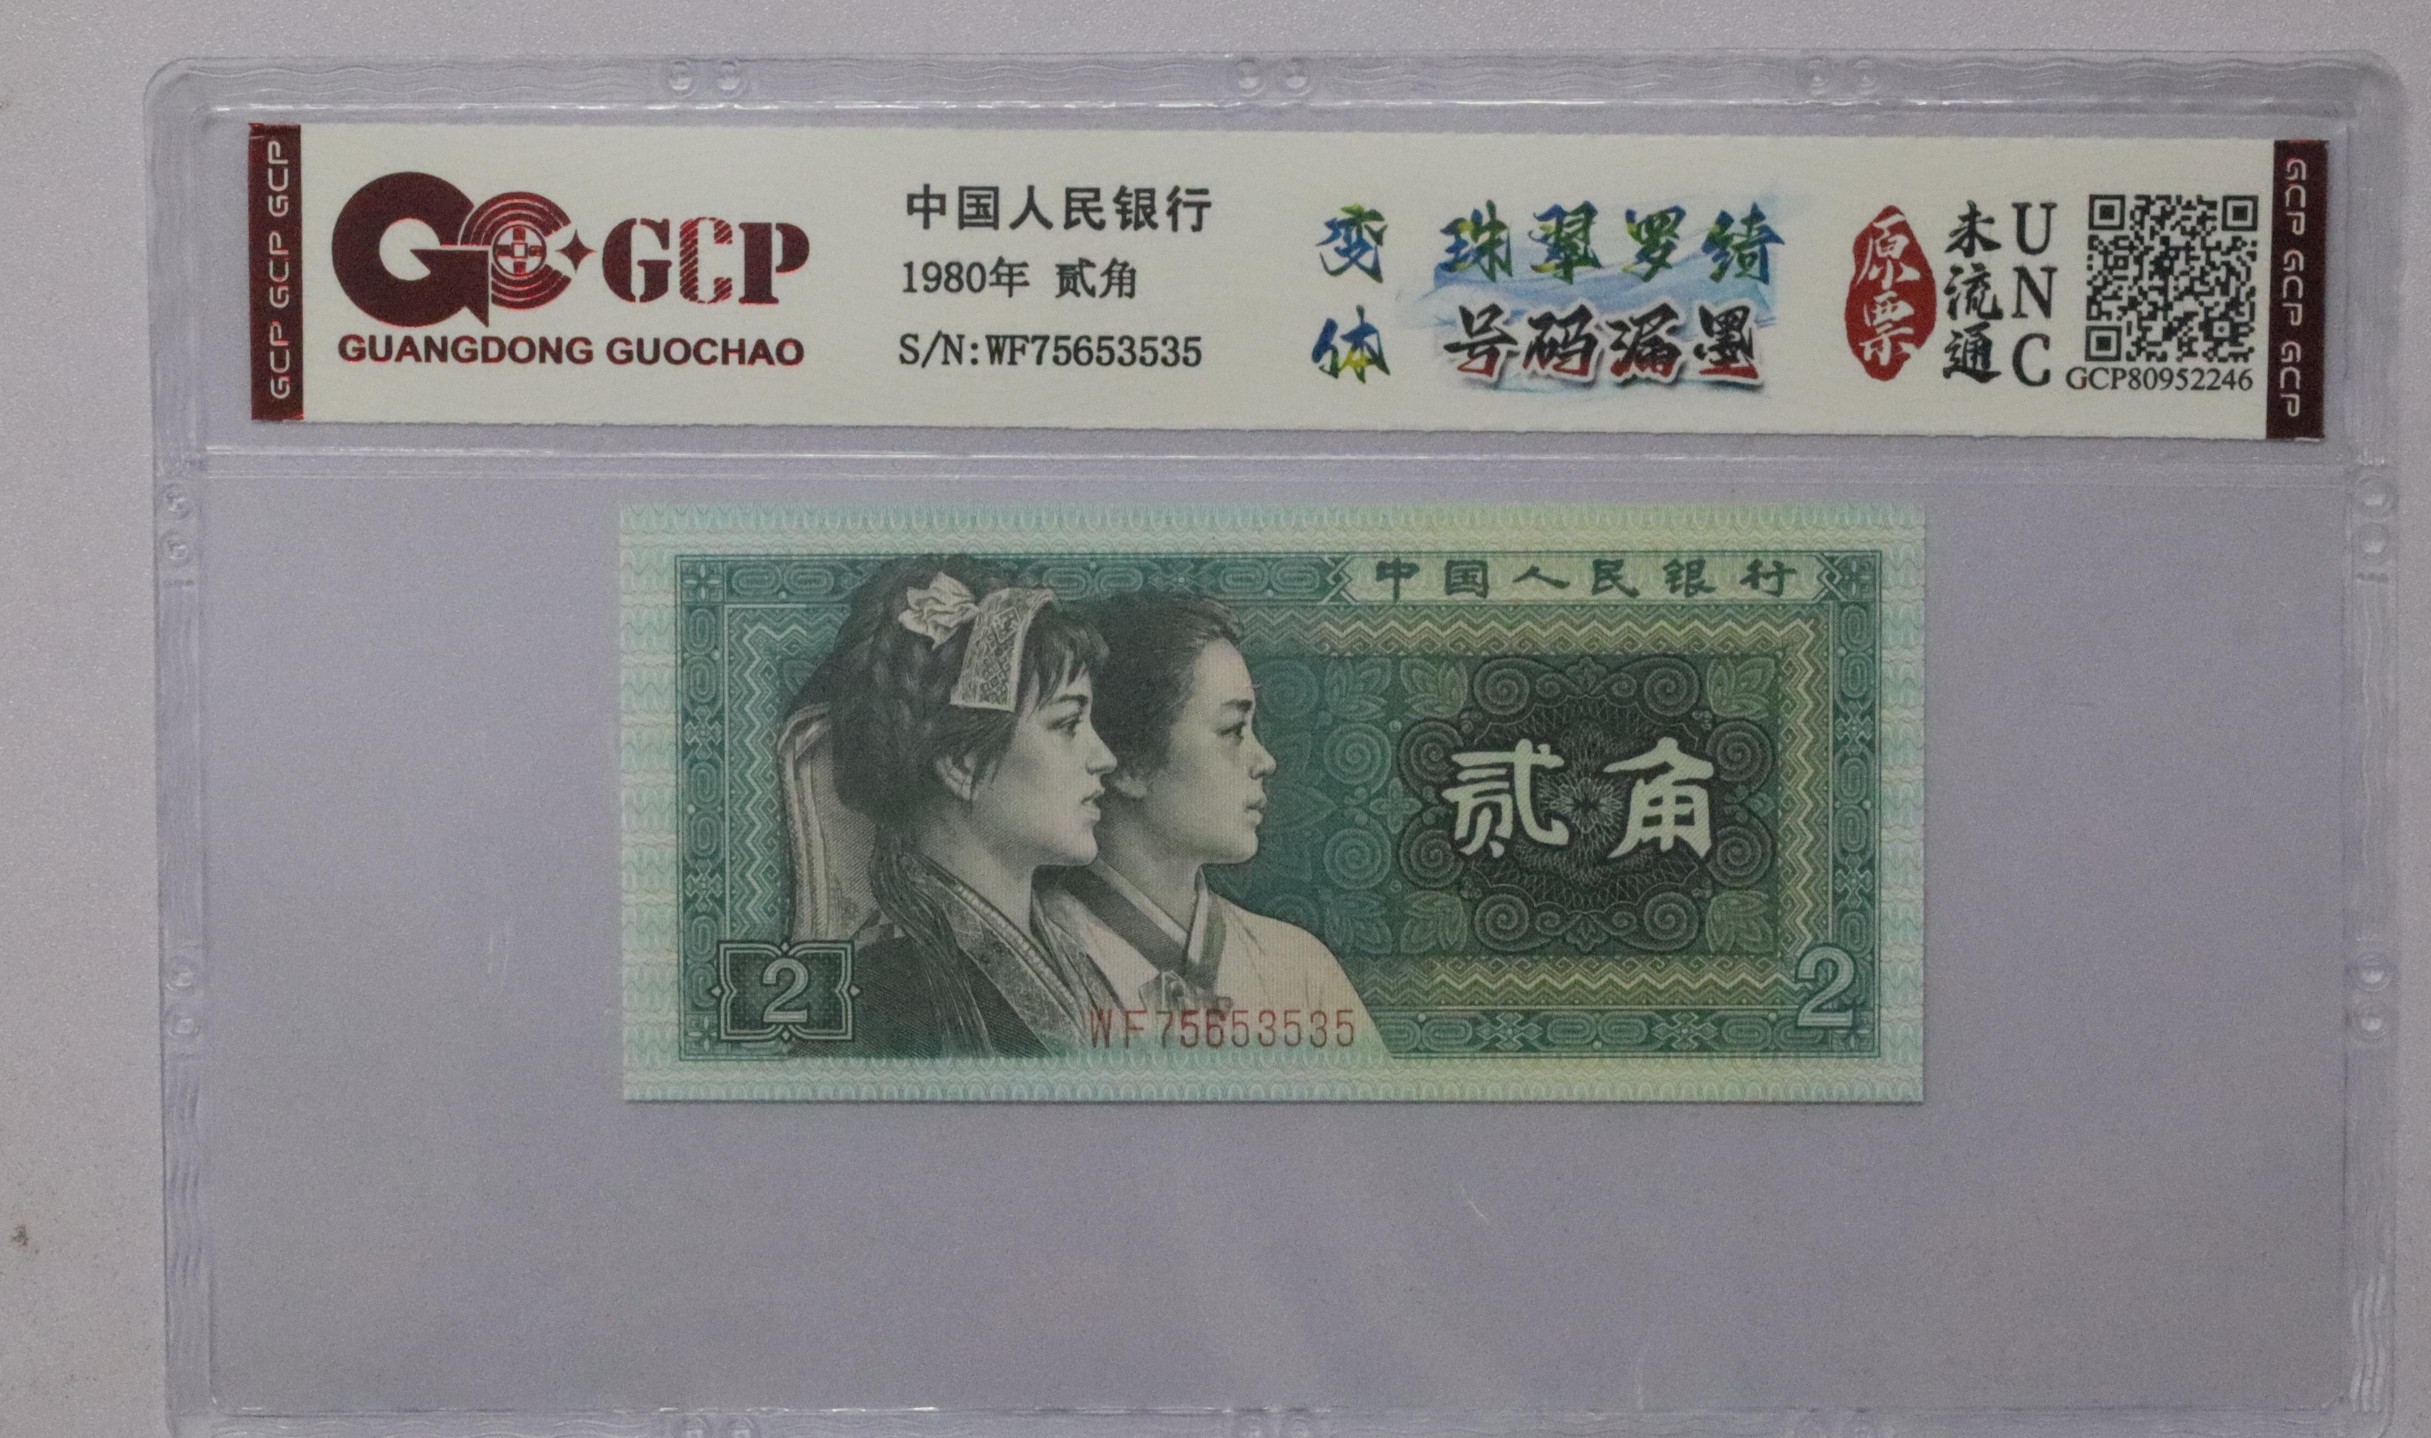 GCP GCP GCP
GCP
GUANGDONG GUOCHAO
中国人民银行
1980年 贰角
S/N:WF75653535
变体
珠翠罗绮
号码漏墨
原票
未流通
UNC
GCP80952246
GCP GCP GCP
中国人民银行
贰角
2
2
WF75653535